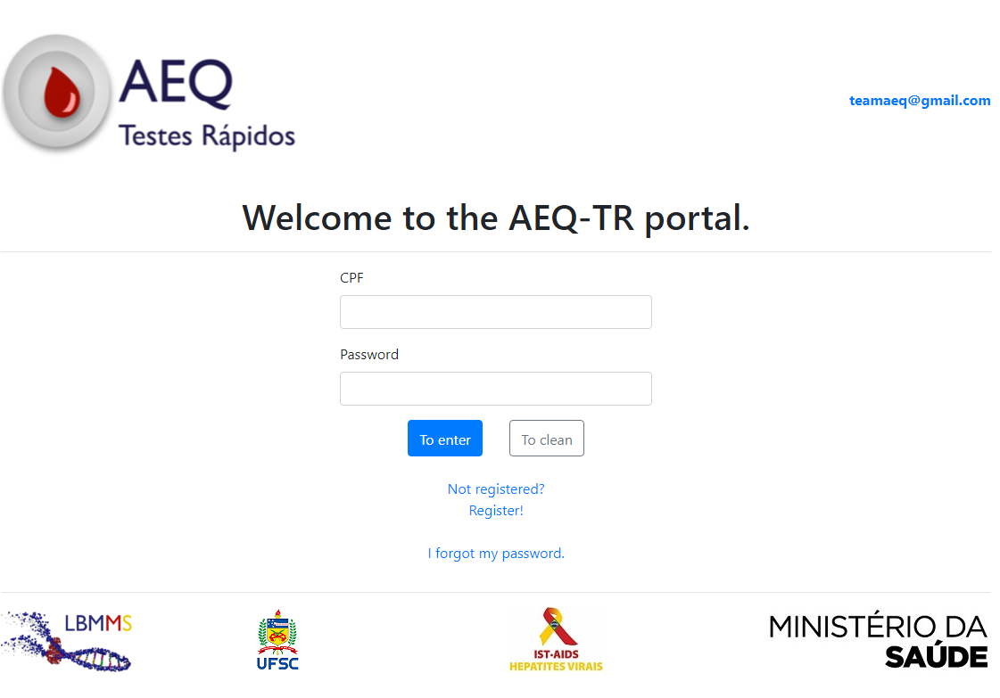 AEQ
Testes Rápidos
teamaeq@gmail.com
Welcome to the AEQ-TR portal.
CPF
Password
To enter
To clean
Not registered?
Register!
I forgot my password.
LBMMS
UFSC
IST-AIDS
HEPATITES VIRAIS
MINISTÉRIO DA
SAÚDE